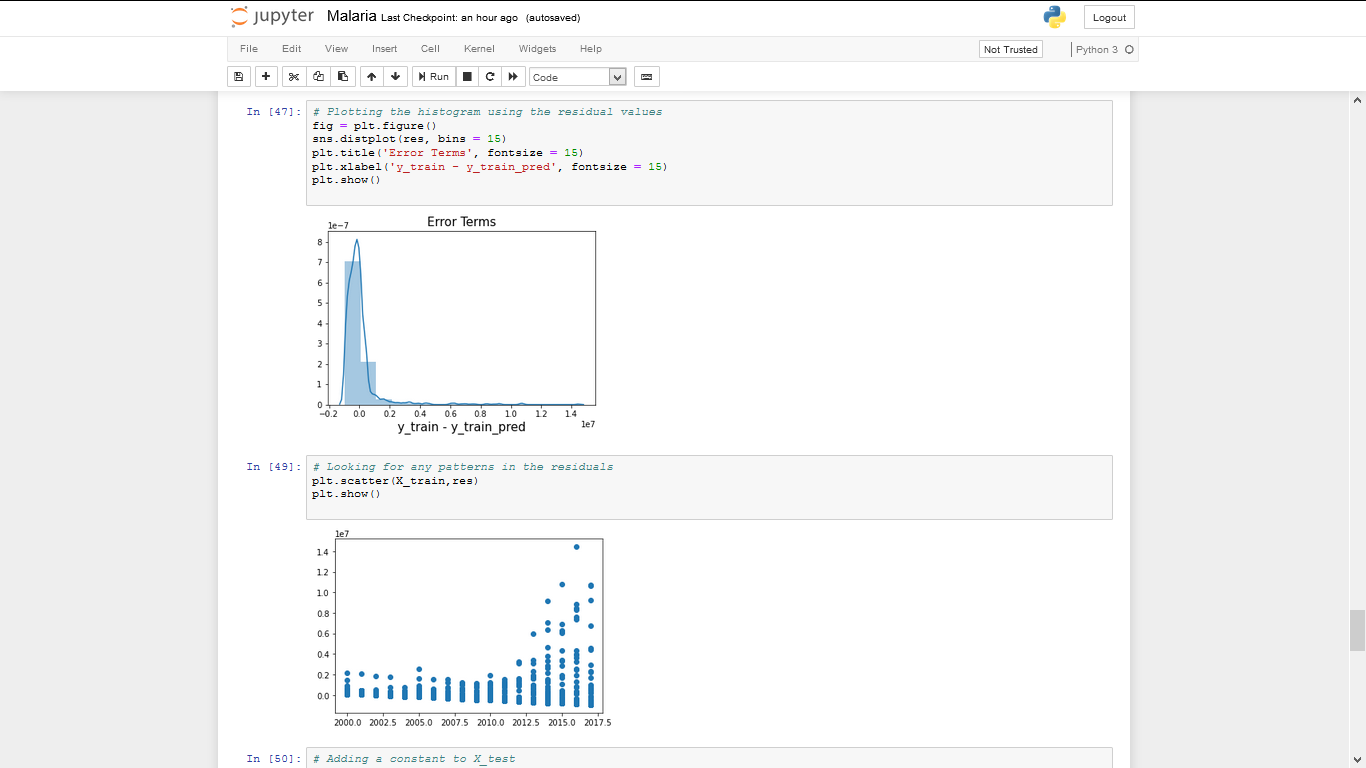 jupyter Malaria Last Checkpoint: an hour ago (autosaved)
Logout
File Edit View Insert Cell Kernel Widgets Help
Not Trusted
Python 3
Run
Code
In [47]: # Plotting the histogram using the residual values
fig = plt.figure()
sns.distplot(res, bins = 15)
plt.title('Error Terms', fontsize = 15)
plt.xlabel('y_train - y_train_pred', fontsize = 15)
plt.show()
Error Terms
1e-7
8
7
6
5
4
3
2
1
0
−0.2 0.0 0.2 0.4 0.6 0.8 1.0 1.2 1.4
1e7
y_train - y_train_pred
In [49]: # Looking for any patterns in the residuals
plt.scatter(X_train,res)
plt.show()
1e7
1.4
1.2
1.0
0.8
0.6
0.4
0.2
0.0
2000.0 2002.5 2005.0 2007.5 2010.0 2012.5 2015.0 2017.5
In [50]: # Adding a constant to X_test